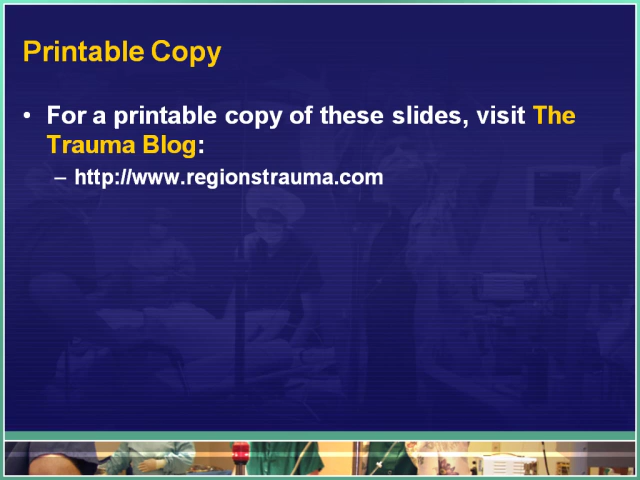 Printable Copy
• For a printable copy of these slides, visit The
Trauma Blog:
– http://www.regionstrauma.com